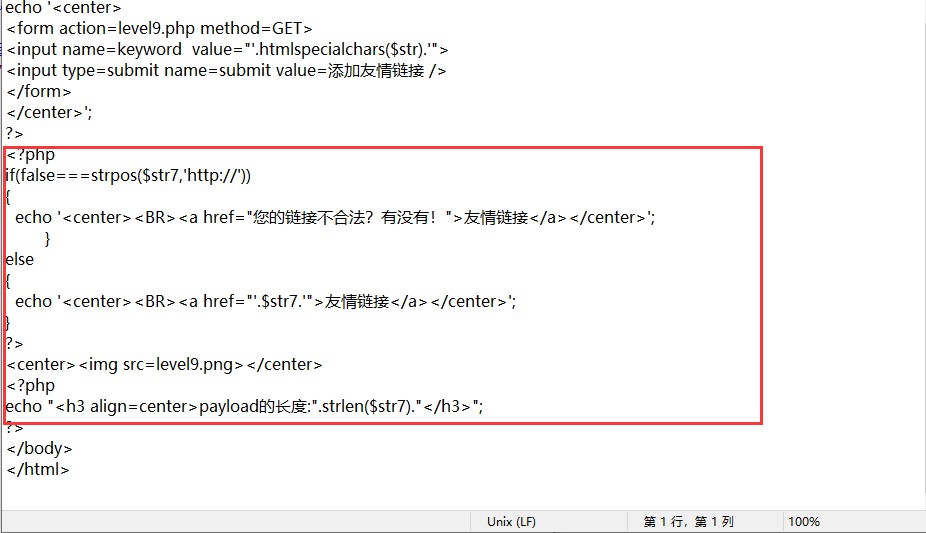 echo '<center>
<form action=level9.php method=GET>
<input name=keyword  value="'.htmlspecialchars($str).'">
<input type=submit name=submit value=添加友情链接 />
</form>
</center>';
?>
<?php
if(false===strpos($str7,'http://'))
{
  echo '<center><BR><a href="您的链接不合法？有没有！">友情链接</a></center>';
        }
else
{
  echo '<center><BR><a href="'.$str7.'">友情链接</a></center>';
}
?>
<center><img src=level9.png></center>
<?php
echo "<h3 align=center>payload的长度:".strlen($str7)."</h3>";
?>
</body>
</html>
Unix (LF) 第 1 行，第 1 列 100%